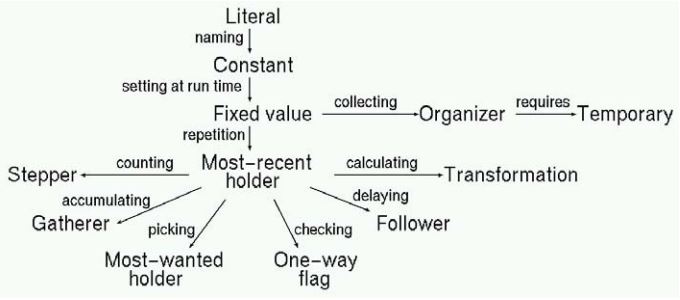 Literal
naming
Constant
setting at run time
Fixed value collecting Organizer requires Temporary
repetition
Stepper counting Most-recent calculating Transformation
holder
accumulating delaying
Gatherer picking checking Follower
Most-wanted One-way
holder flag